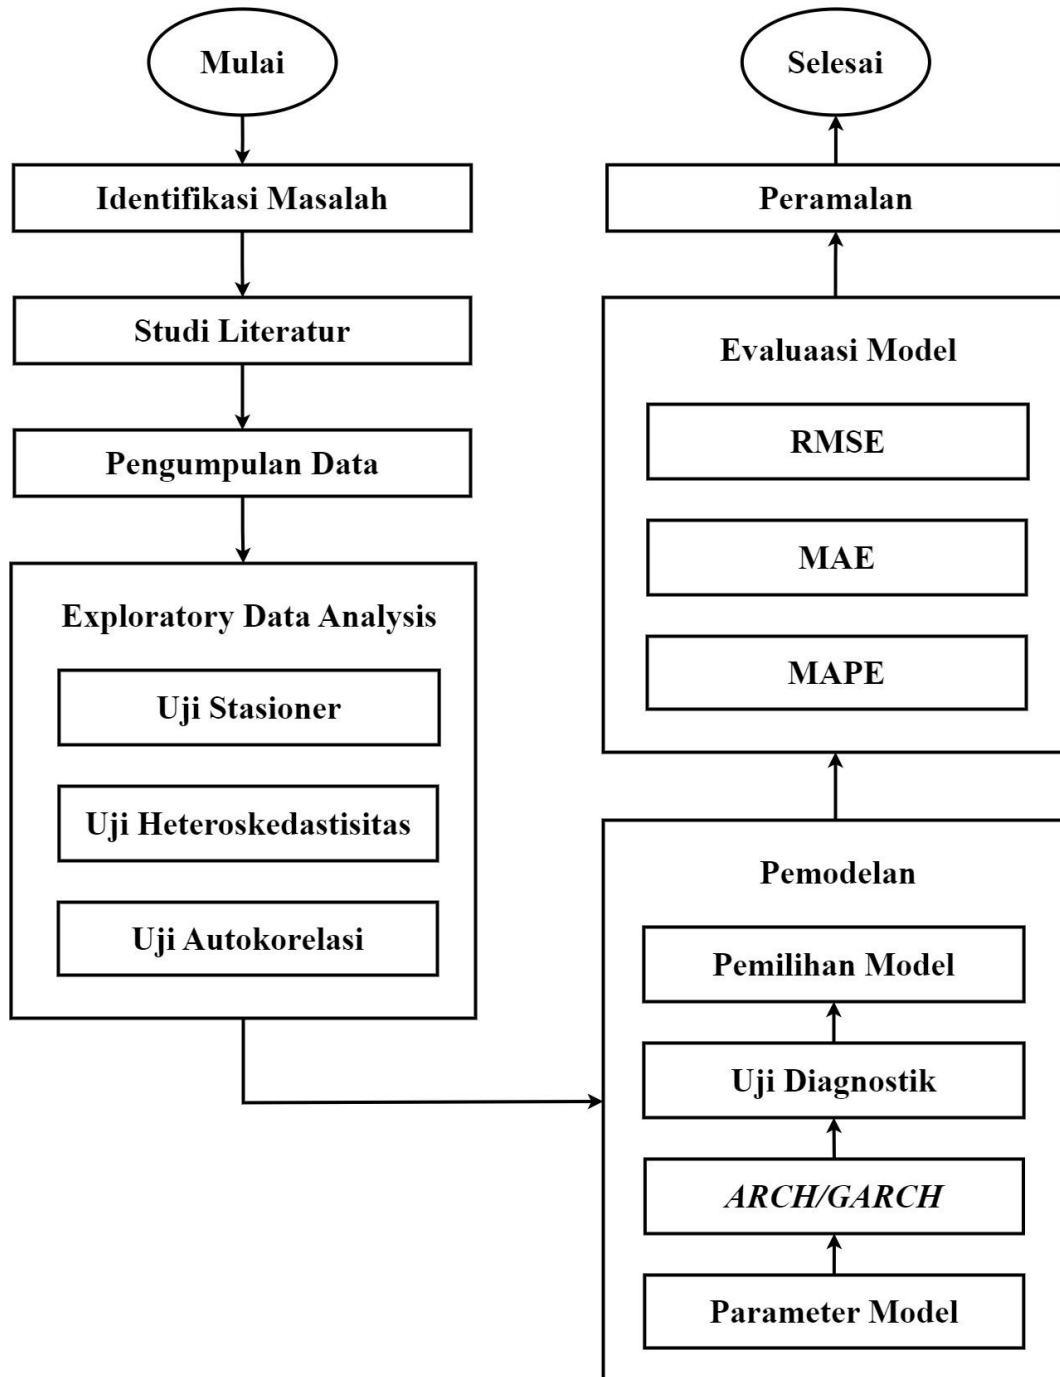 Mulai
Identifikasi Masalah
Studi Literatur
Pengumpulan Data
Exploratory Data Analysis
Uji Stasioner
Uji Heteroskedastisitas
Uji Autokorelasi
Selesai
Peramalan
Evaluaasi Model
RMSE
MAE
MAPE
Pemodelan
Pemilihan Model
Uji Diagnostik
ARCH/GARCH
Parameter Model